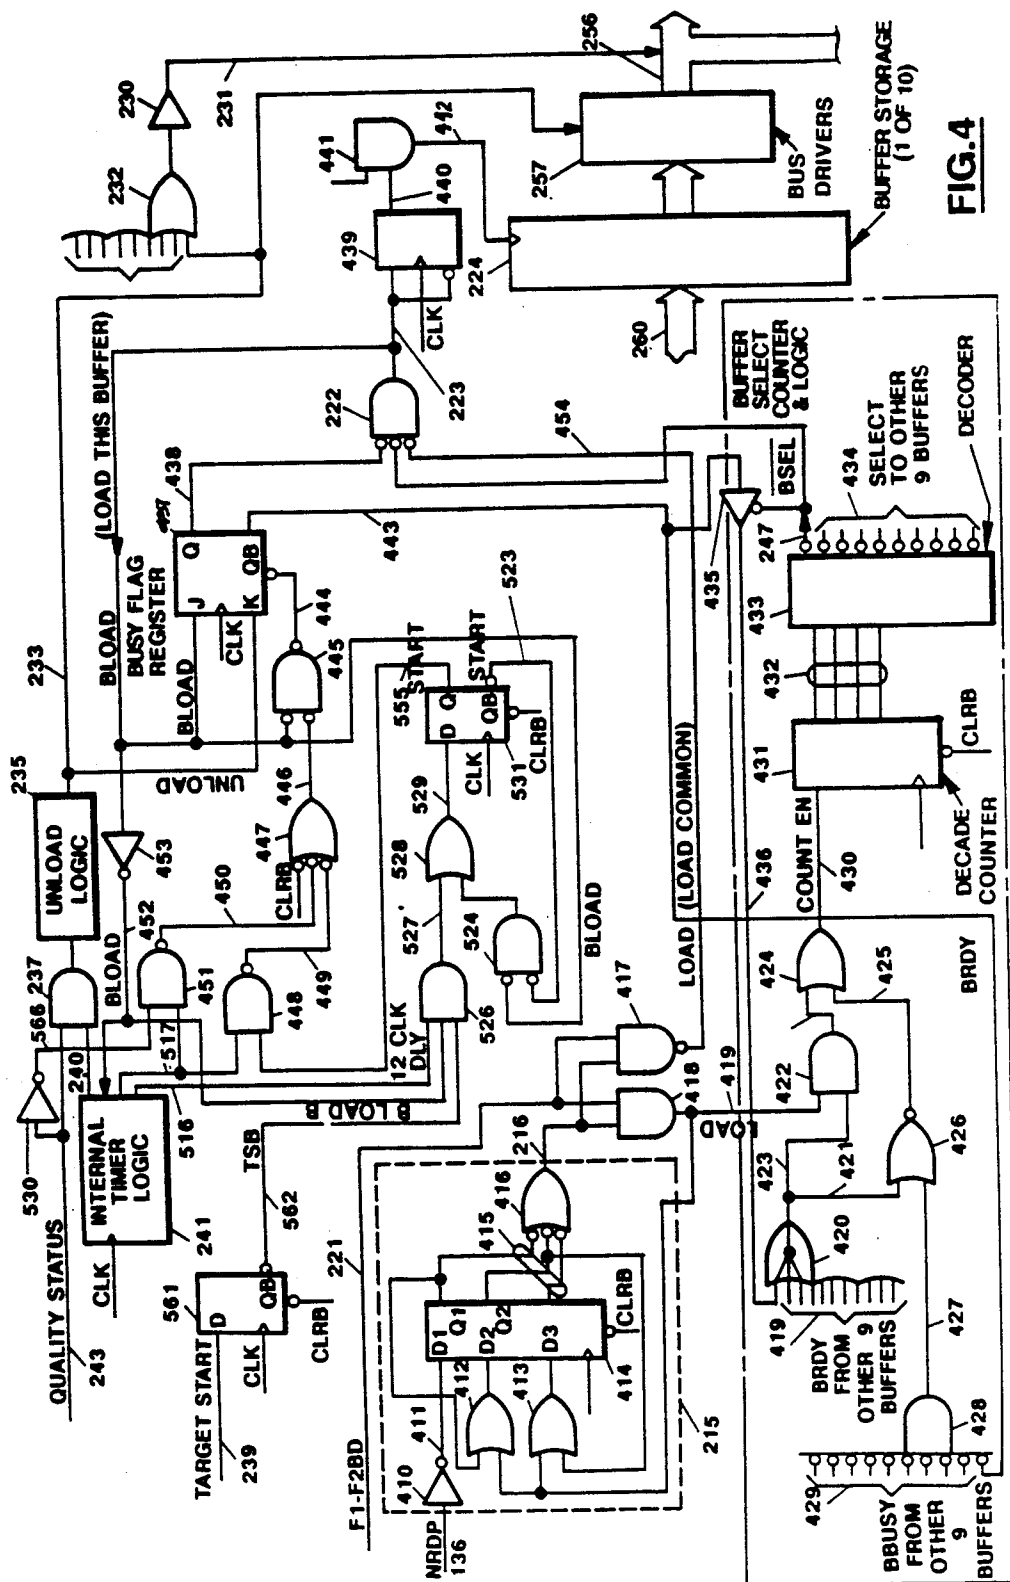 230
231
232
256
441
442
257
BUS
DRIVERS
440
439
CLK
224
BUFFER STORAGE
(1 OF 10)
FIG.4
260
233
(LOAD THIS BUFFER)
BLOAD
BUSY FLAG
REGISTER
J
Q
CLK
K
QB
438
222
223
454
443
444
445
BLOAD
UNLOAD
235
UNLOAD
LOGIC
237
453
452
BLOAD
566
240
517
451
450
446
447
CLRB
448
449
530
INTERNAL
TIMER
LOGIC
241
516
CLK
QUALITY STATUS
243
12 CLK
DLY
527
526
528
529
524
555
START
START
523
D
Q
QB
CLK
531
CLRB
BLOAD
B LOAD B
TSB
562
561
D
QB
CLK
CLRB
TARGET START
239
F1-F2BD
221
216
417
418
LOAD (LOAD COMMON)
LOAD
419
NRDP
136
410
411
412
413
414
415
416
D1
Q1
D2
Q2
D3
CLRB
215
BUFFER
SELECT
COUNTER
& LOGIC
435
BSEL
247
434
SELECT
TO OTHER
9 BUFFERS
DECODER
433
432
431
CLRB
DECADE
COUNTER
COUNT EN
430
436
BRDY
424
425
422
423
421
426
420
419
BRDY
FROM
OTHER 9
BUFFERS
427
428
429
BBUSY
FROM
OTHER
9
BUFFERS